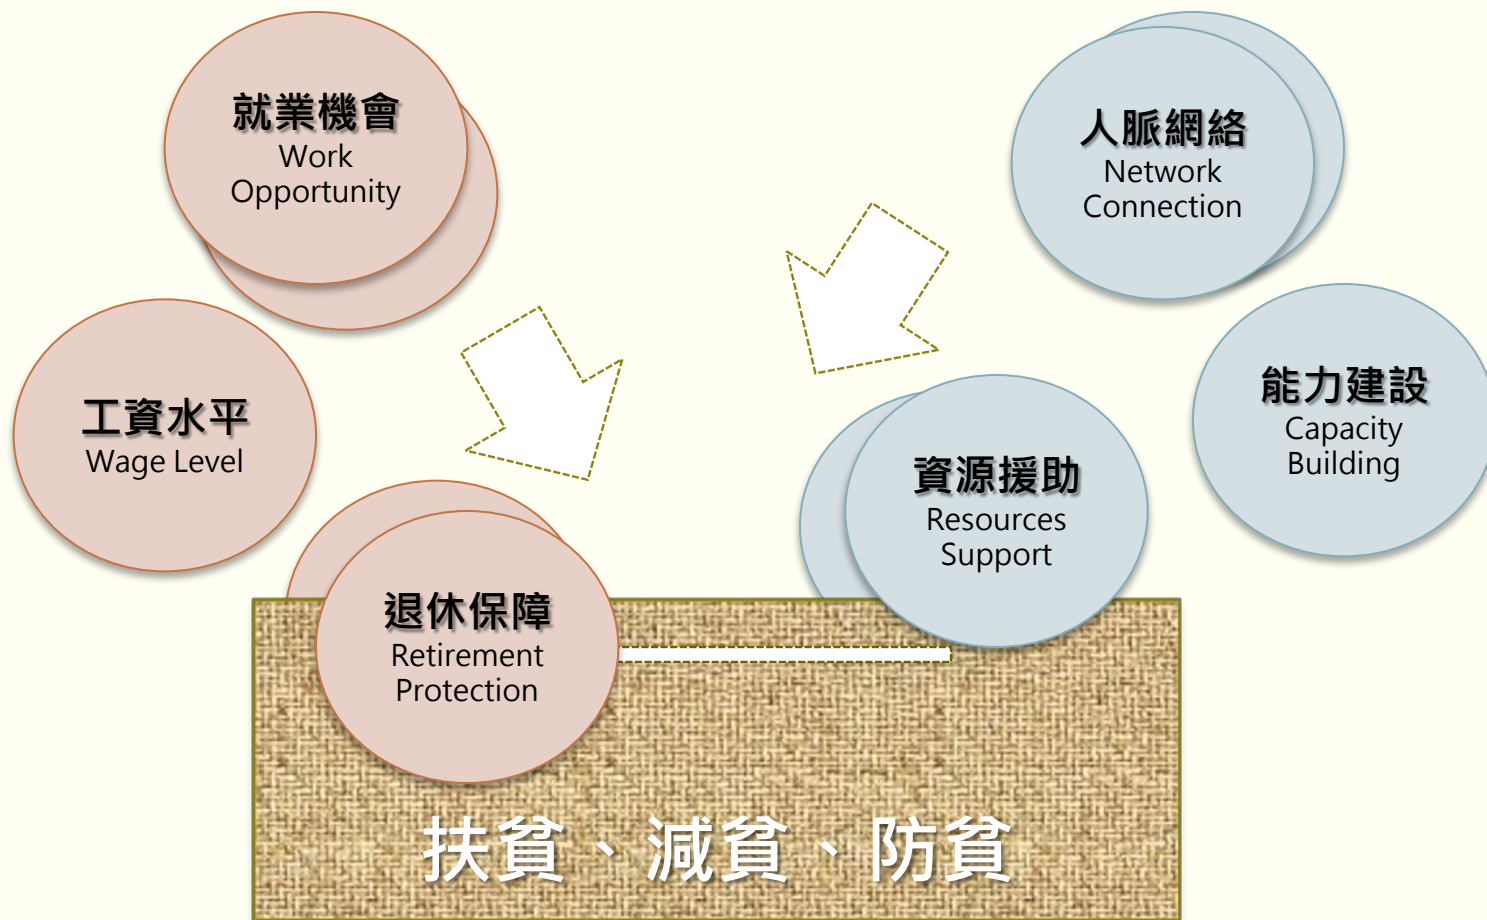 就業機會
Work
Opportunity
工資水平
Wage Level
退休保障
Retirement
Protection
人脈網絡
Network
Connection
能力建設
Capacity
Building
資源援助
Resources
Support
扶貧、減貧、防貧